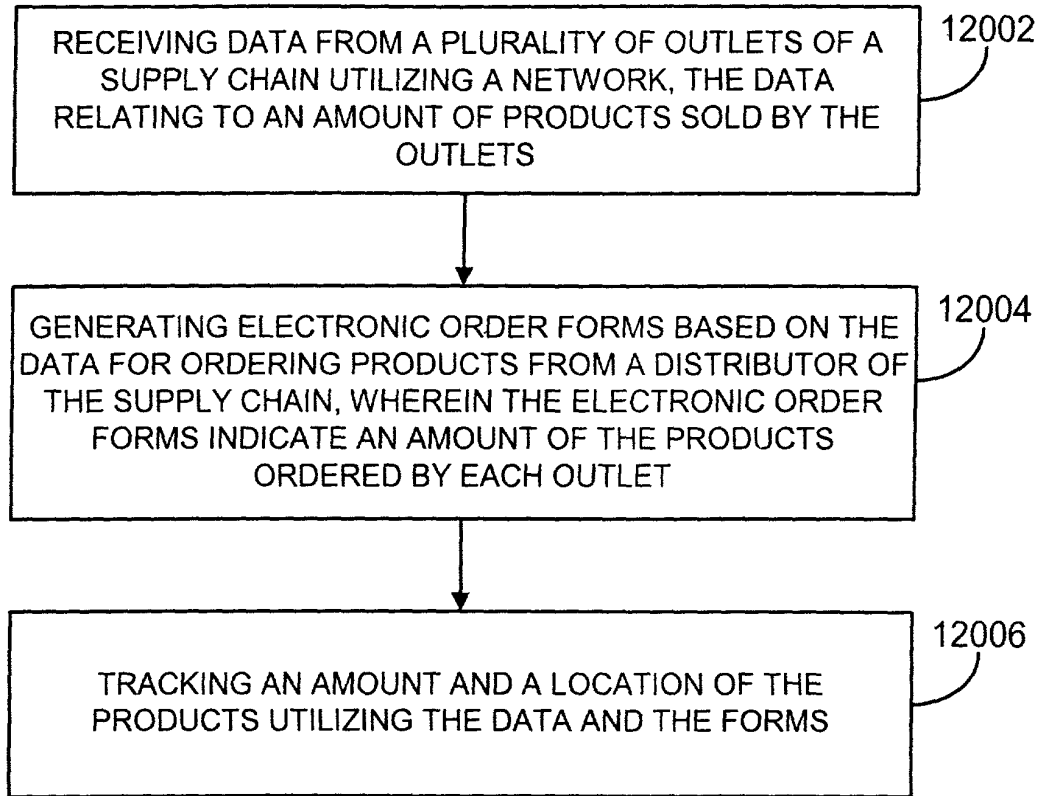 RECEIVING DATA FROM A PLURALITY OF OUTLETS OF A
SUPPLY CHAIN UTILIZING A NETWORK, THE DATA
RELATING TO AN AMOUNT OF PRODUCTS SOLD BY THE
OUTLETS
12002
GENERATING ELECTRONIC ORDER FORMS BASED ON THE
DATA FOR ORDERING PRODUCTS FROM A DISTRIBUTOR OF
THE SUPPLY CHAIN, WHEREIN THE ELECTRONIC ORDER
FORMS INDICATE AN AMOUNT OF THE PRODUCTS
ORDERED BY EACH OUTLET
12004
TRACKING AN AMOUNT AND A LOCATION OF THE
PRODUCTS UTILIZING THE DATA AND THE FORMS
12006